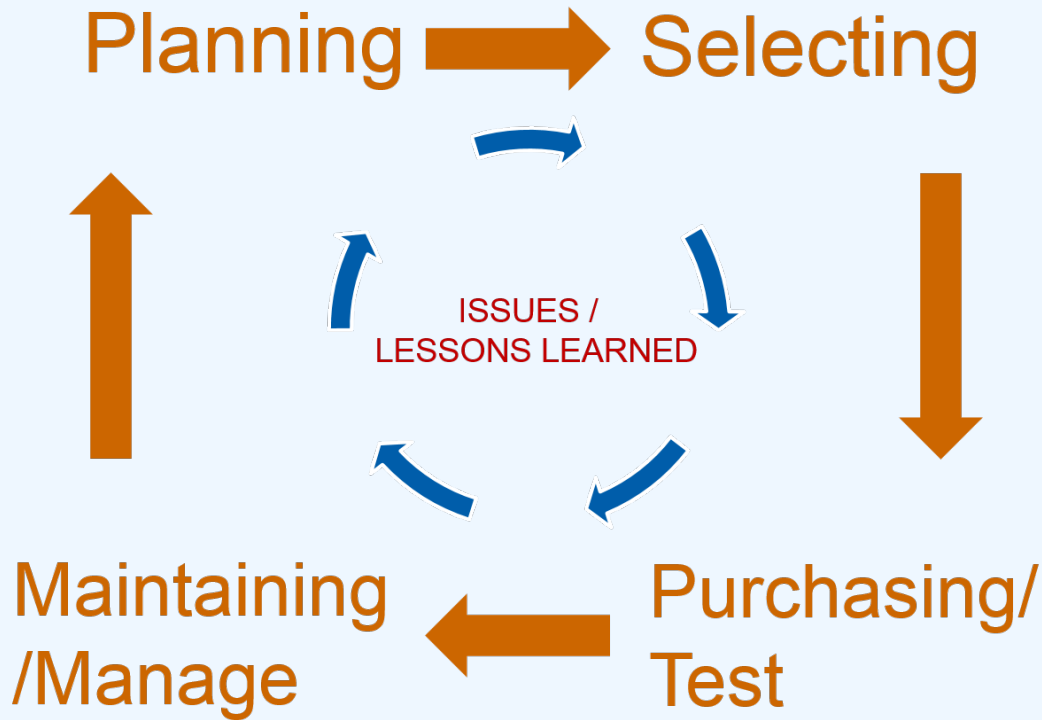 Planning
Selecting
ISSUES /
LESSONS LEARNED
Maintaining
/Manage
Purchasing/
Test